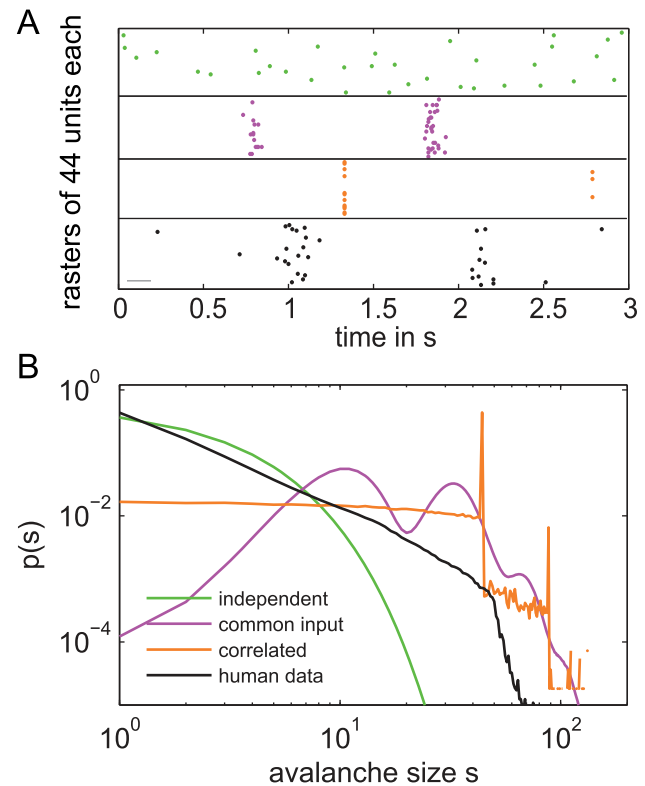 A
rasters of 44 units each
0 0.5 1 1.5 2 2.5 3
time in s
B
10^0
10^−2
10^−4
p(s)
independent
common input
correlated
human data
10^0 10^1 10^2
avalanche size s